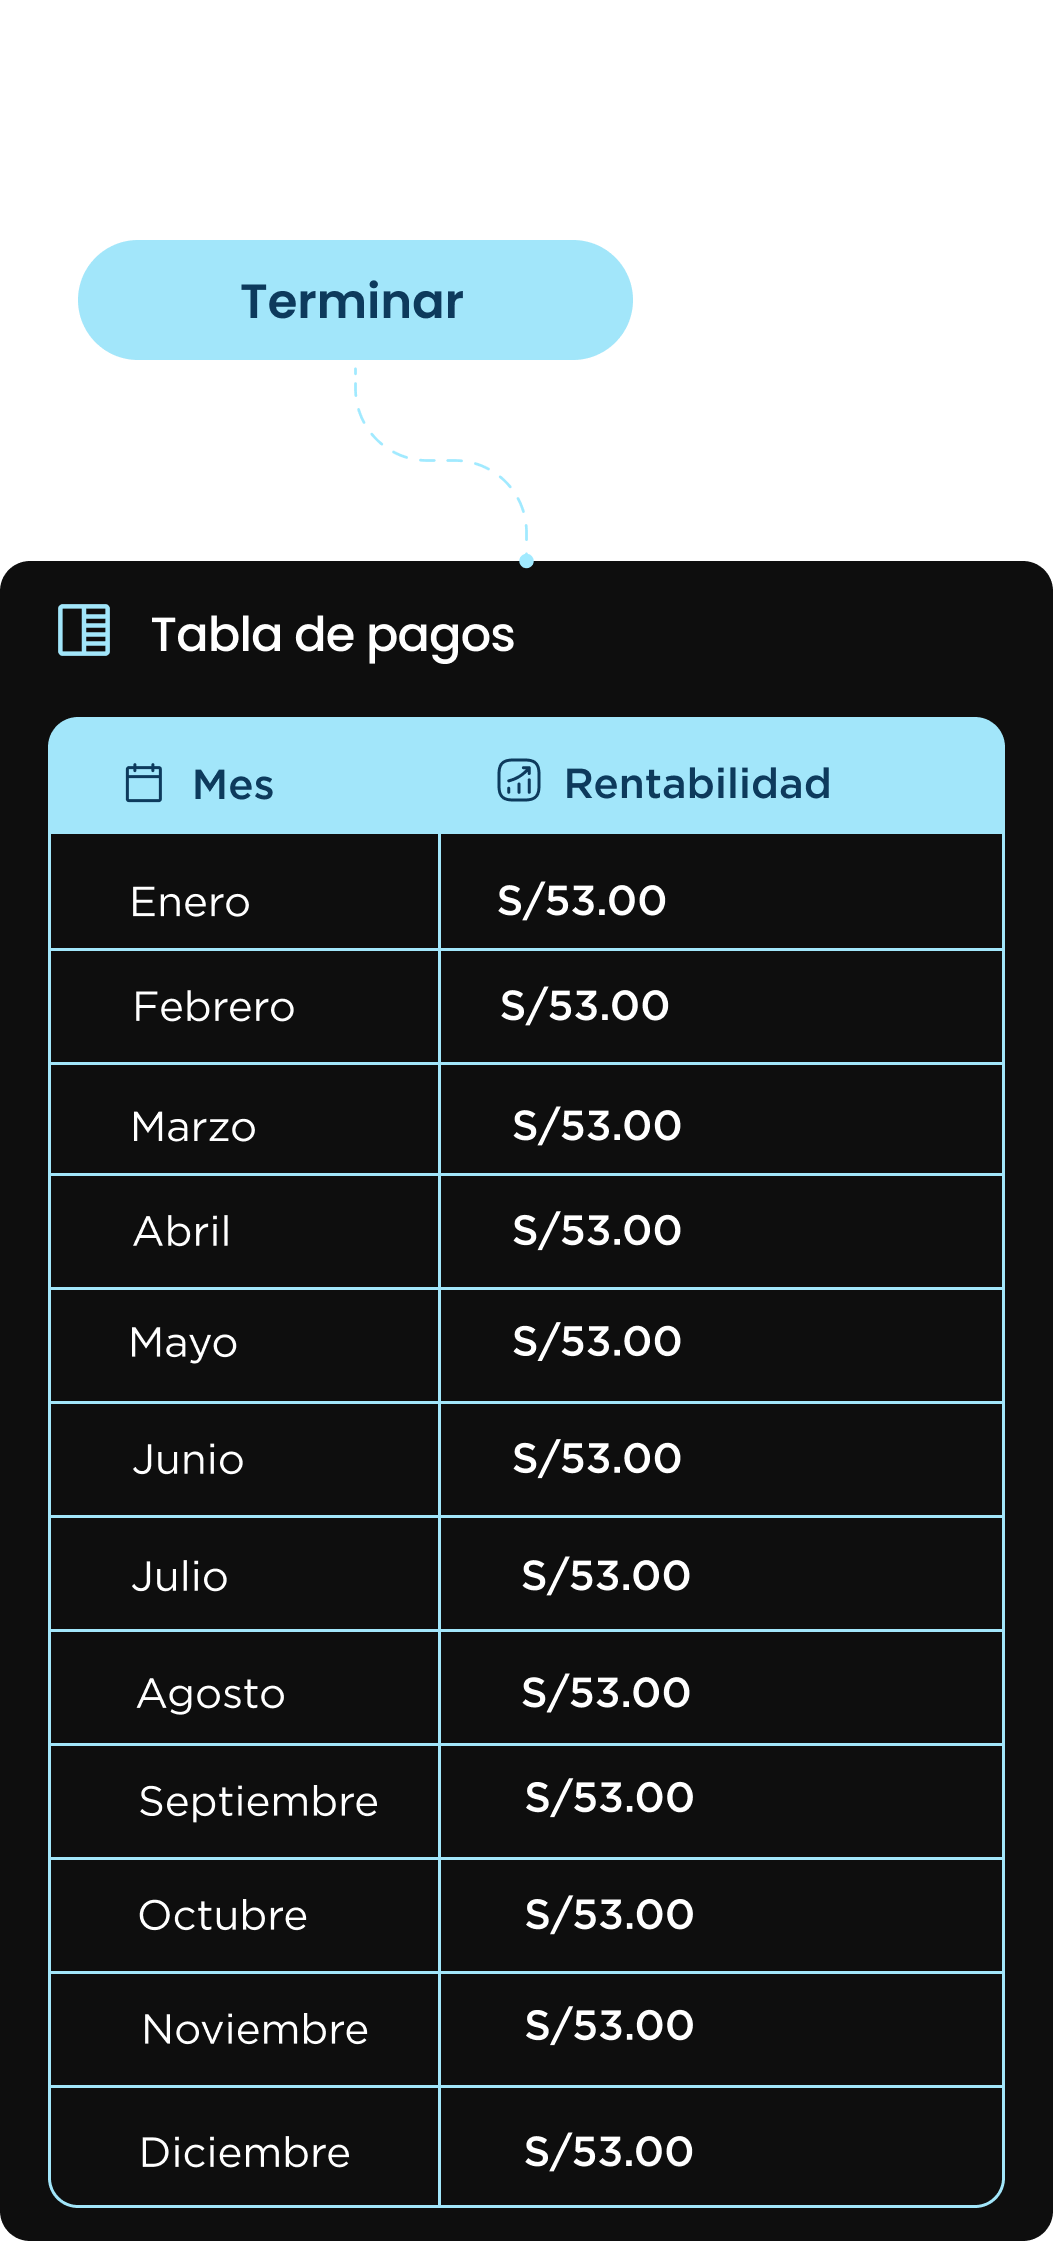 Terminar
Tabla de pagos
Mes Rentabilidad
Enero S/53.00
Febrero S/53.00
Marzo S/53.00
Abril S/53.00
Mayo S/53.00
Junio S/53.00
Julio S/53.00
Agosto S/53.00
Septiembre S/53.00
Octubre S/53.00
Noviembre S/53.00
Diciembre S/53.00